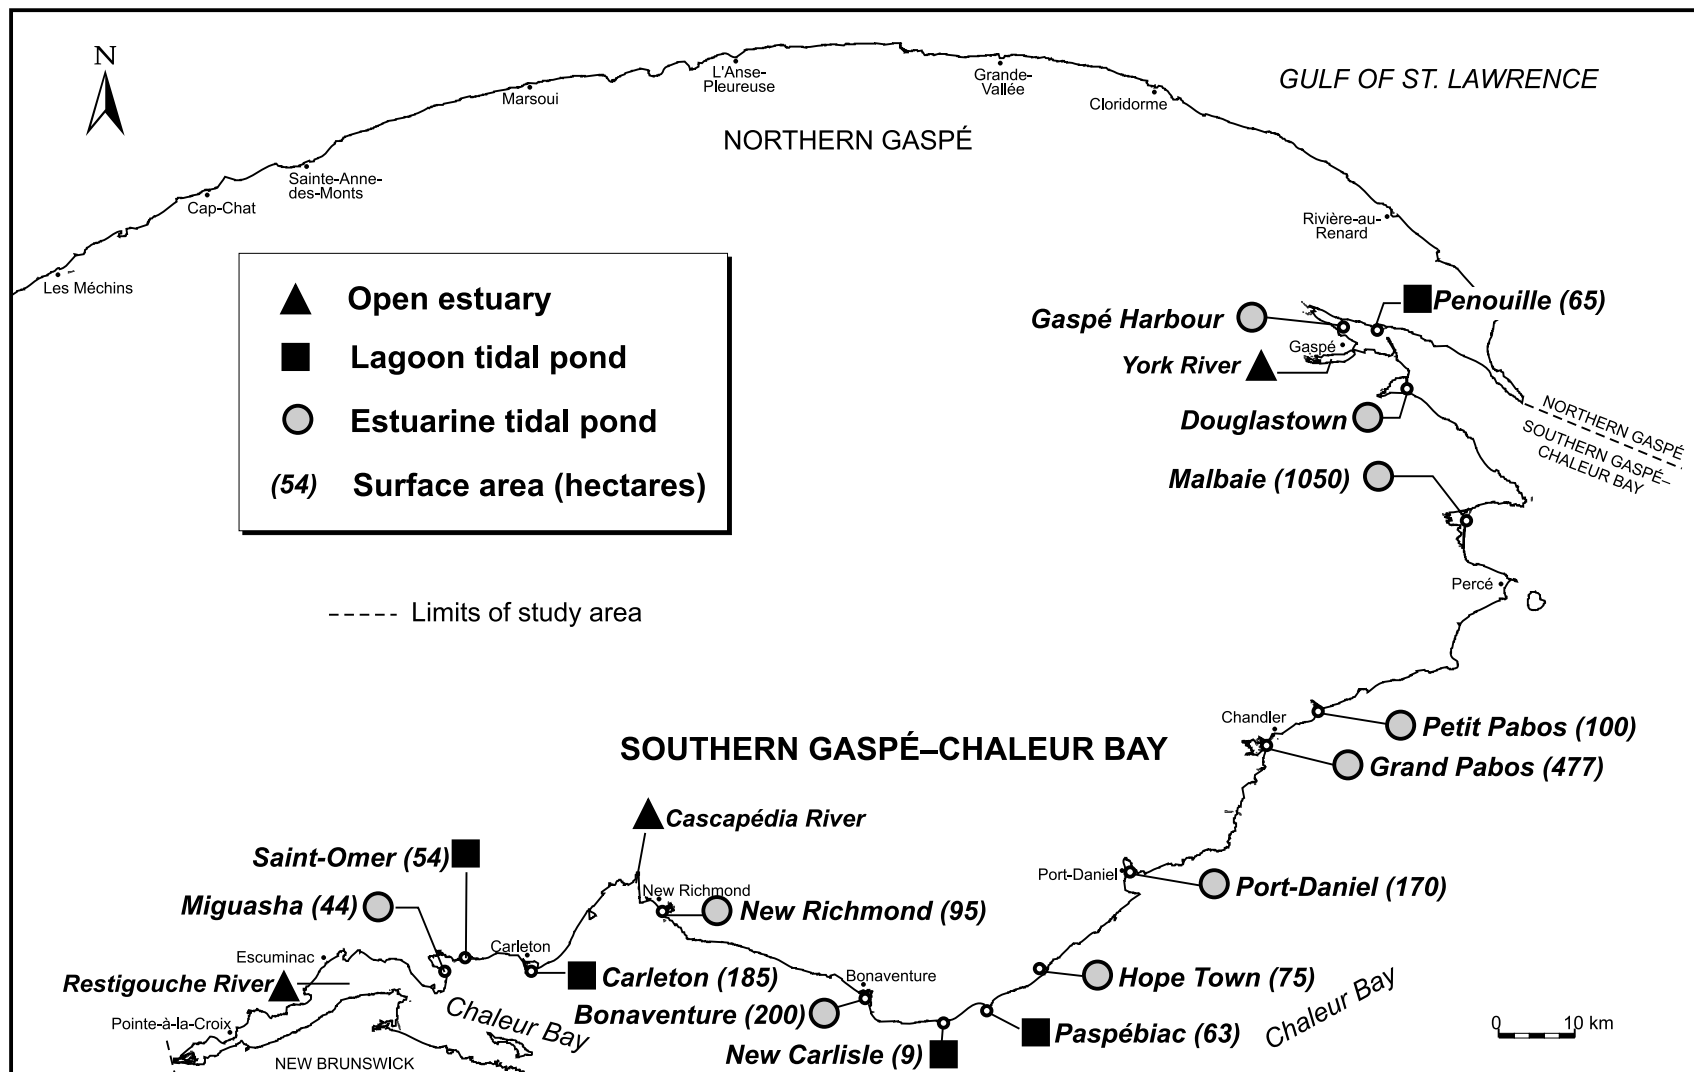 N
GULF OF ST. LAWRENCE
L'Anse-
Pleureuse
Grande-
Vallée
Marsoui
Cloridorme
NORTHERN GASPÉ
Sainte-Anne-
des-Monts
Cap-Chat
Rivière-au-
Renard
Les Méchins
Open estuary
Lagoon tidal pond
Estuarine tidal pond
(54) Surface area (hectares)
Limits of study area
Penouille (65)
Gaspé Harbour
Gaspé
York River
Douglastown
NORTHERN GASPÉ
SOUTHERN GASPÉ–
CHALEUR BAY
Malbaie (1050)
Percé
Chandler
Petit Pabos (100)
Grand Pabos (477)
SOUTHERN GASPÉ–CHALEUR BAY
Cascapédia River
Saint-Omer (54)
Port-Daniel
Port-Daniel (170)
New Richmond
New Richmond (95)
Miguasha (44)
Carleton
Escuminac
Carleton (185)
Bonaventure
Hope Town (75)
Restigouche River
Bonaventure (200)
Chaleur Bay
Chaleur Bay
Pointe-à-la-Croix
Paspébiac (63)
New Carlisle (9)
NEW BRUNSWICK
0 10 km